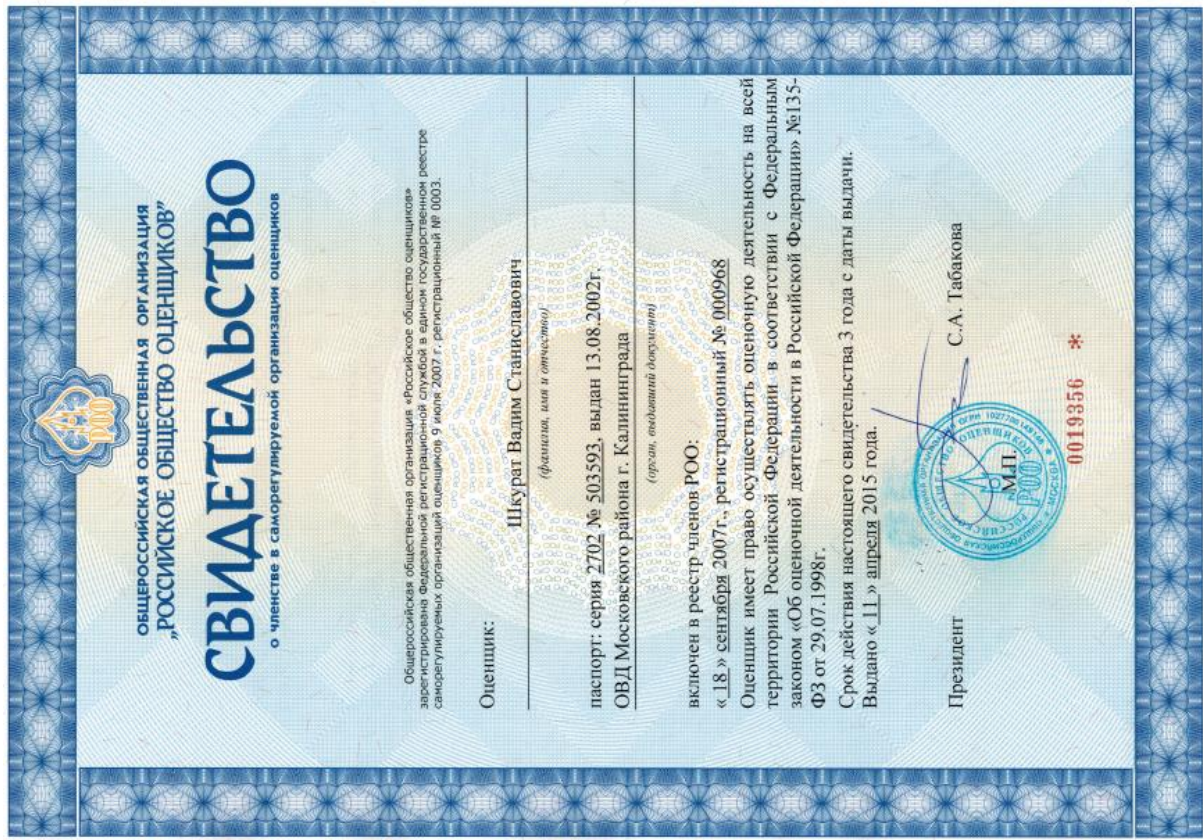 ОБЩЕРОССИЙСКАЯ ОБЩЕСТВЕННАЯ ОРГАНИЗАЦИЯ
„РОССИЙСКОЕ ОБЩЕСТВО ОЦЕНЩИКОВ”
СВИДЕТЕЛЬСТВО
о членстве в саморегулируемой организации оценщиков
Общероссийская общественная организация «Российское общество оценщиков»
зарегистрирована Федеральной регистрационной службой в едином государственном реестре
саморегулируемых организаций оценщиков 9 июля 2007 г. регистрационный № 0003.
Оценщик:
Шкурат Вадим Станиславович
(фамилия, имя и отчество)
паспорт: серия 2702 № 503593, выдан 13.08.2002г.
ОВД Московского района г. Калининграда
(орган, выдавший документ)
включен в реестр членов РОО:
« 18 » сентября 2007г., регистрационный № 000968
Оценщик имеет право осуществлять оценочную деятельность на всей
территории Российской Федерации в соответствии с Федеральным
законом «Об оценочной деятельности в Российской Федерации» №135-
ФЗ от 29.07.1998г.
Срок действия настоящего свидетельства 3 года с даты выдачи.
Выдано « 11 » апреля 2015 года.
Президент
С.А. Табакова
М.П.
РОО
0019356 *